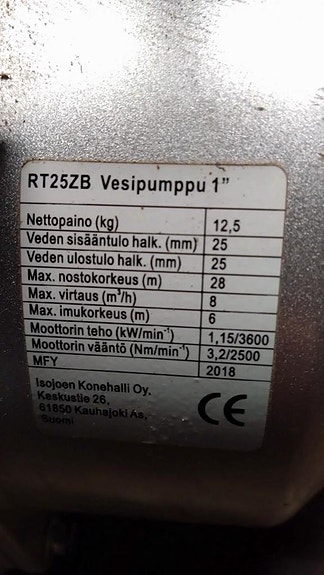 RT25ZB Vesipumppu 1"
Nettopaino (kg) 12,5
Veden sisääntulo halk. (mm) 25
Veden ulostulo halk. (mm) 25
Max. nostokorkeus (m) 28
Max. virtaus (m³/h) 8
Max. imukorkeus (m) 6
Moottorin teho (kW/min⁻¹) 1,15/3600
Moottorin vääntö (Nm/min⁻¹) 3,2/2500
MFY 2018
Isojoen Konehalli Oy,
Keskustie 26,
61850 Kauhajoki As,
Suomi
CE